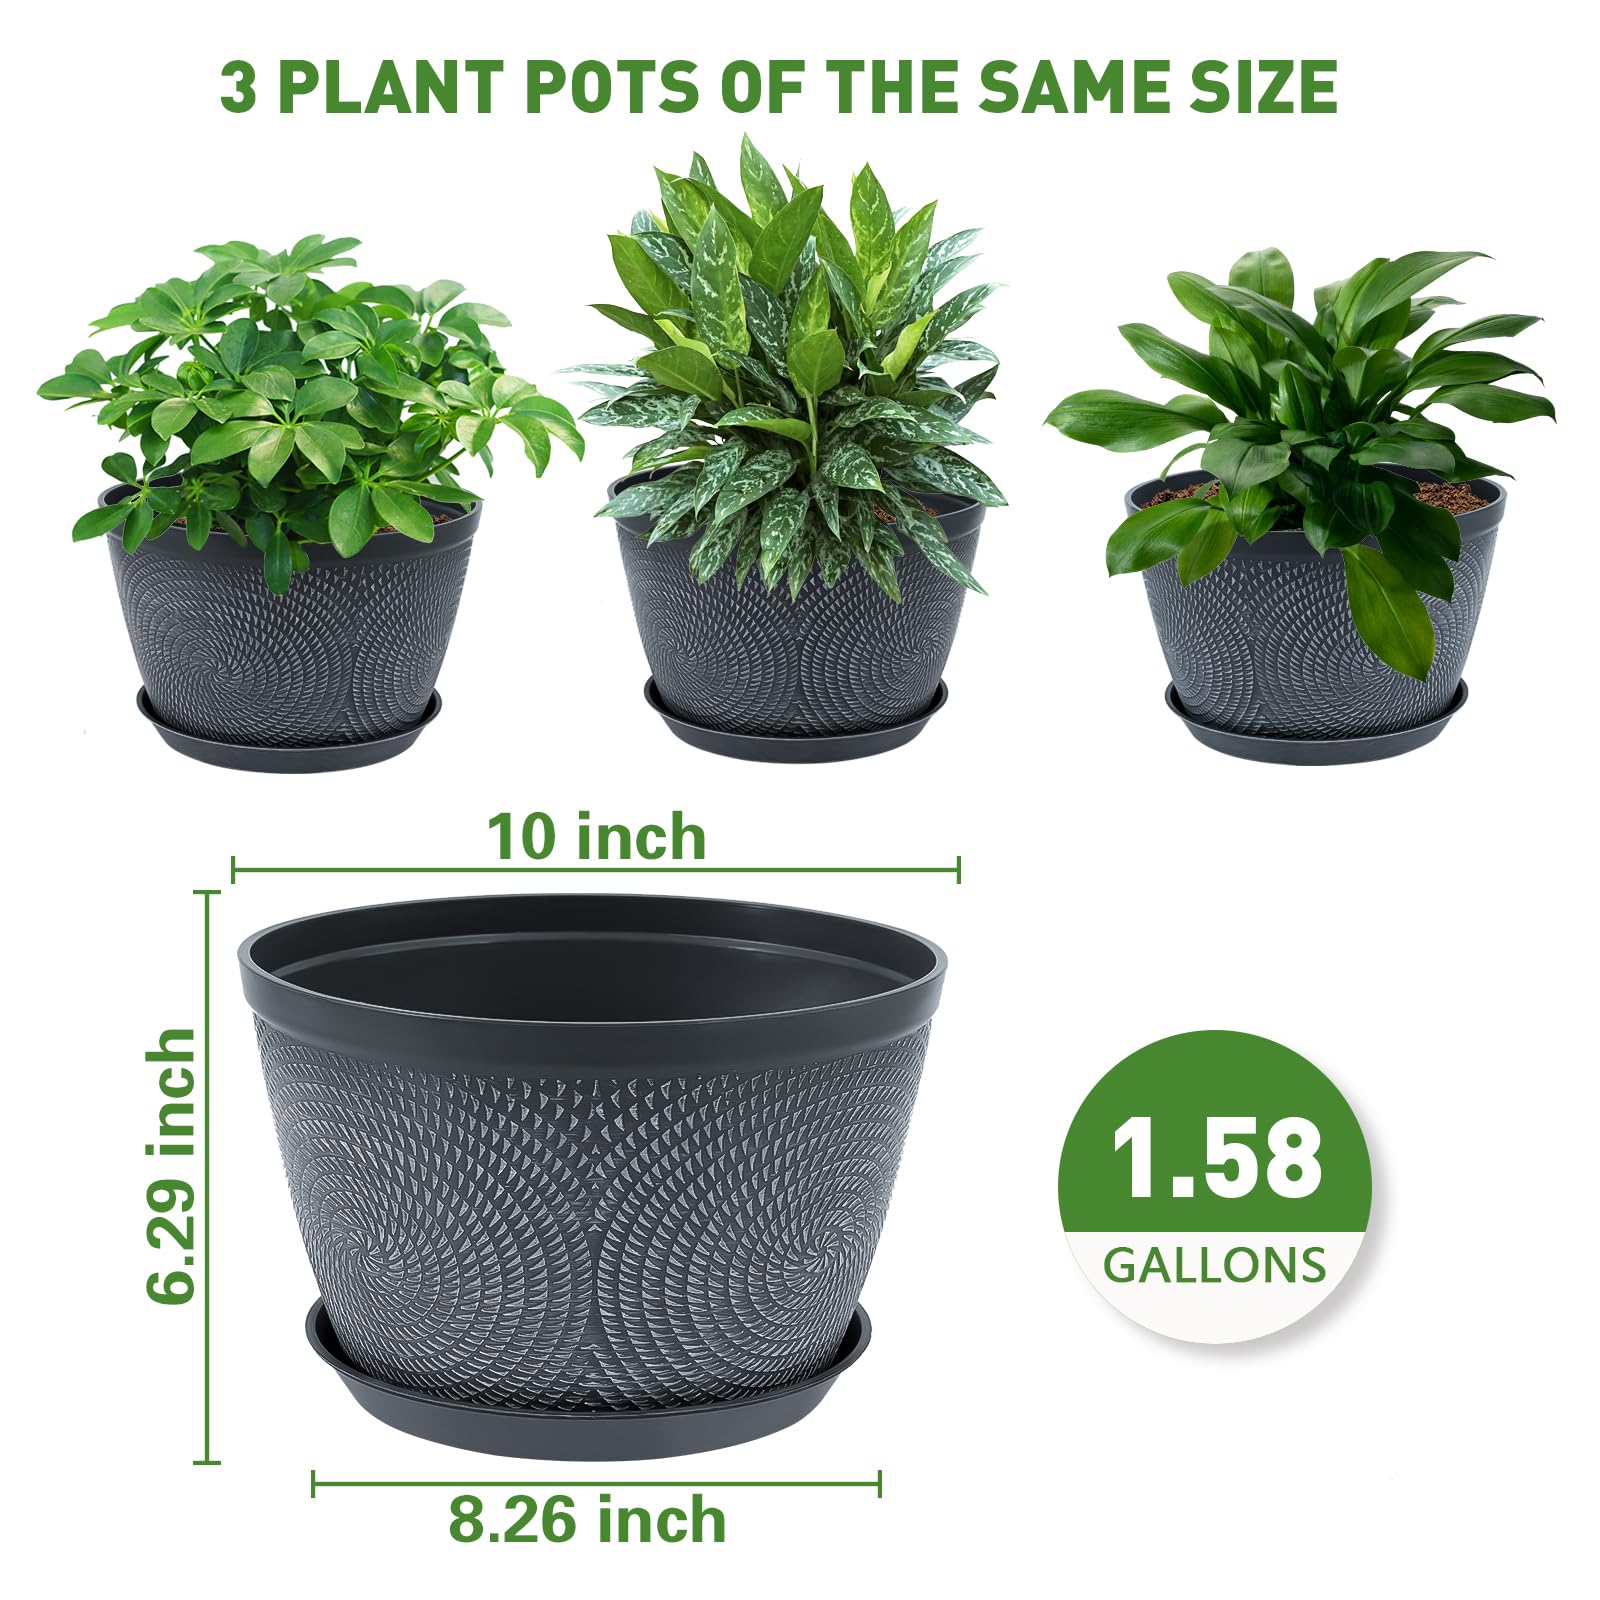 3 PLANT POTS OF THE SAME SIZE
10 inch
6.29 inch
1.58
GALLONS
8.26 inch